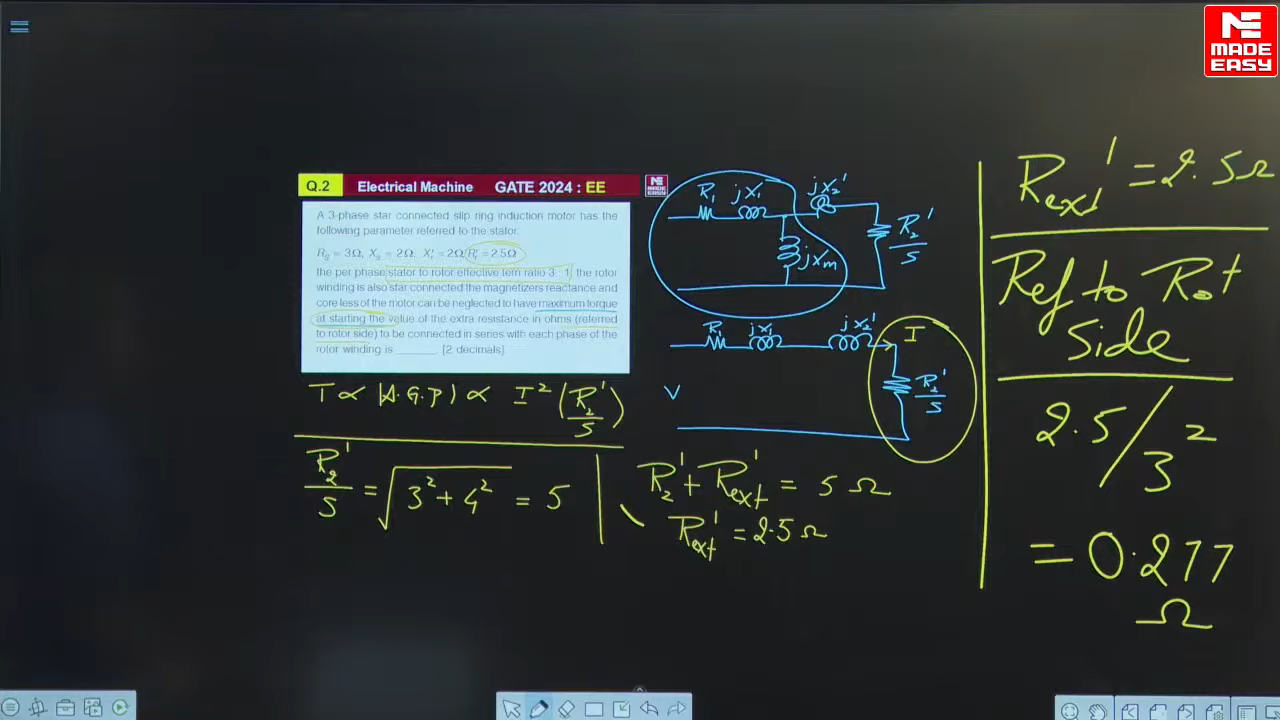 ME
MADE
EASY
Q.2 Electrical Machine GATE 2024 : EE
MADE EASY
A 3-phase star connected slip ring induction motor has the
following parameter referred to the stator.
Rs = 3Ω, Xs = 2Ω, X'r = 2Ω R'r = 2.5Ω
the per phase stator to rotor effective tern ratio 3 : 1, the rotor
winding is also star connected the magnetizers reactance and
core less of the motor can be neglected to have maximum torque
at starting the value of the extra resistance in ohms (referred
to rotor side) to be connected in series with each phase of the
rotor winding is ______ [2 decimals]
R₁ jX₁ jX₂' jXm R₂'/S
R₁ jX₁ jX₂' I
V R₂'/S
T ∝ (A.G.P) ∝ I² (R₂'/S)
R₂'/S = √(3² + 4²) = 5
R₂' + Rext' = 5 Ω
Rext' = 2.5 Ω
Rext' = 2.5 Ω
Ref to Rot
Side
2.5/3²
= 0.277
Ω